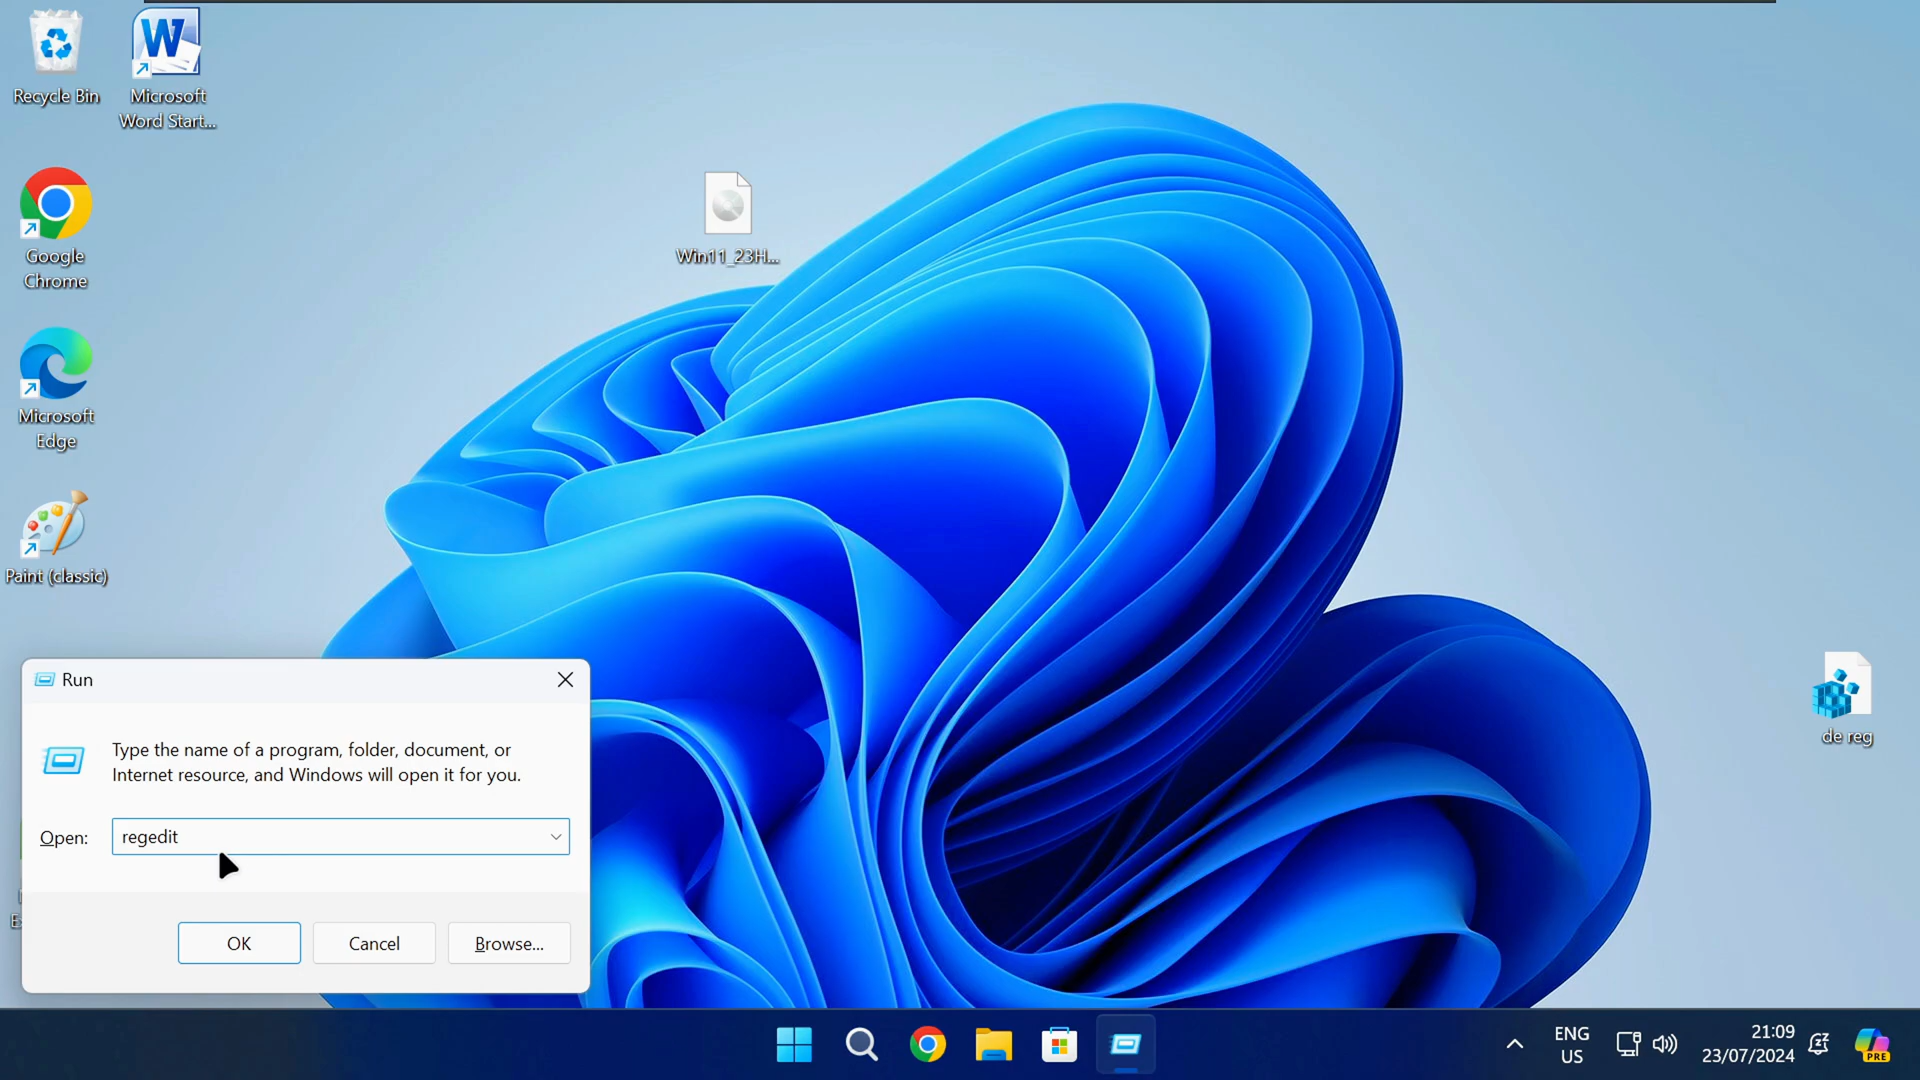 Recycle Bin
Microsoft
Word Start...
Google
Chrome
Microsoft
Edge
Paint (classic)
Win11_23H...
de reg
Run
Type the name of a program, folder, document, or
Internet resource, and Windows will open it for you.
Open:
regedit
OK
Cancel
Browse...
ENG
US
21:09
23/07/2024
PRE